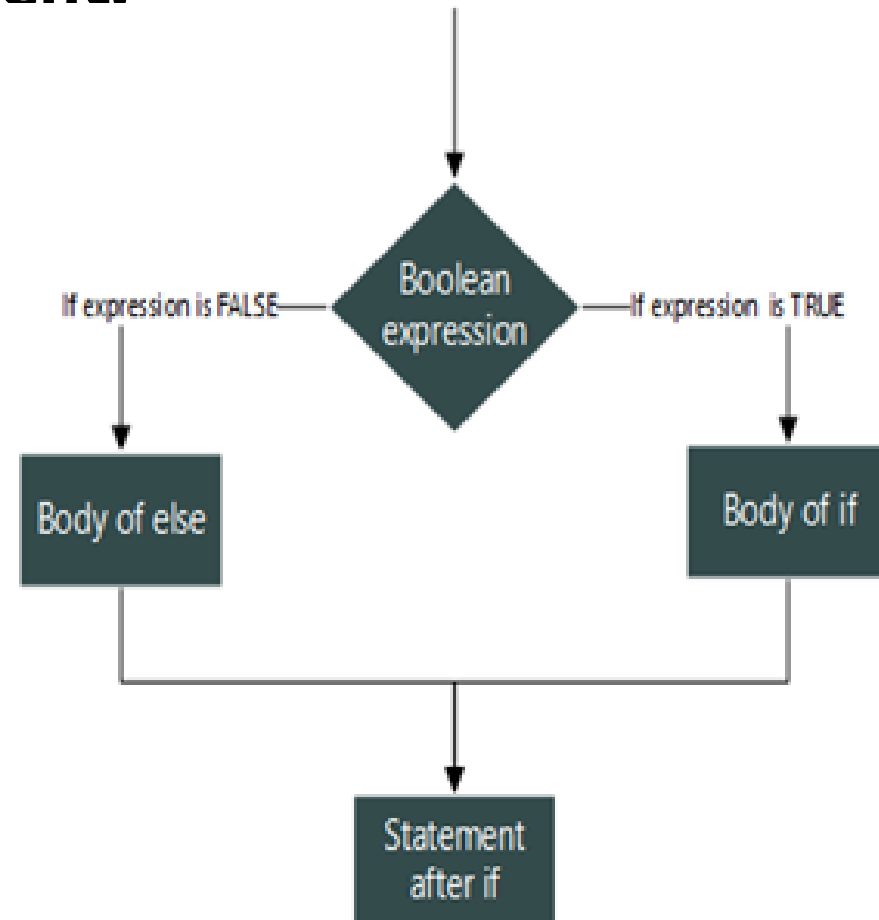 Boolean
expression
If expression is FALSE
If expression is TRUE
Body of else
Body of if
Statement
after if